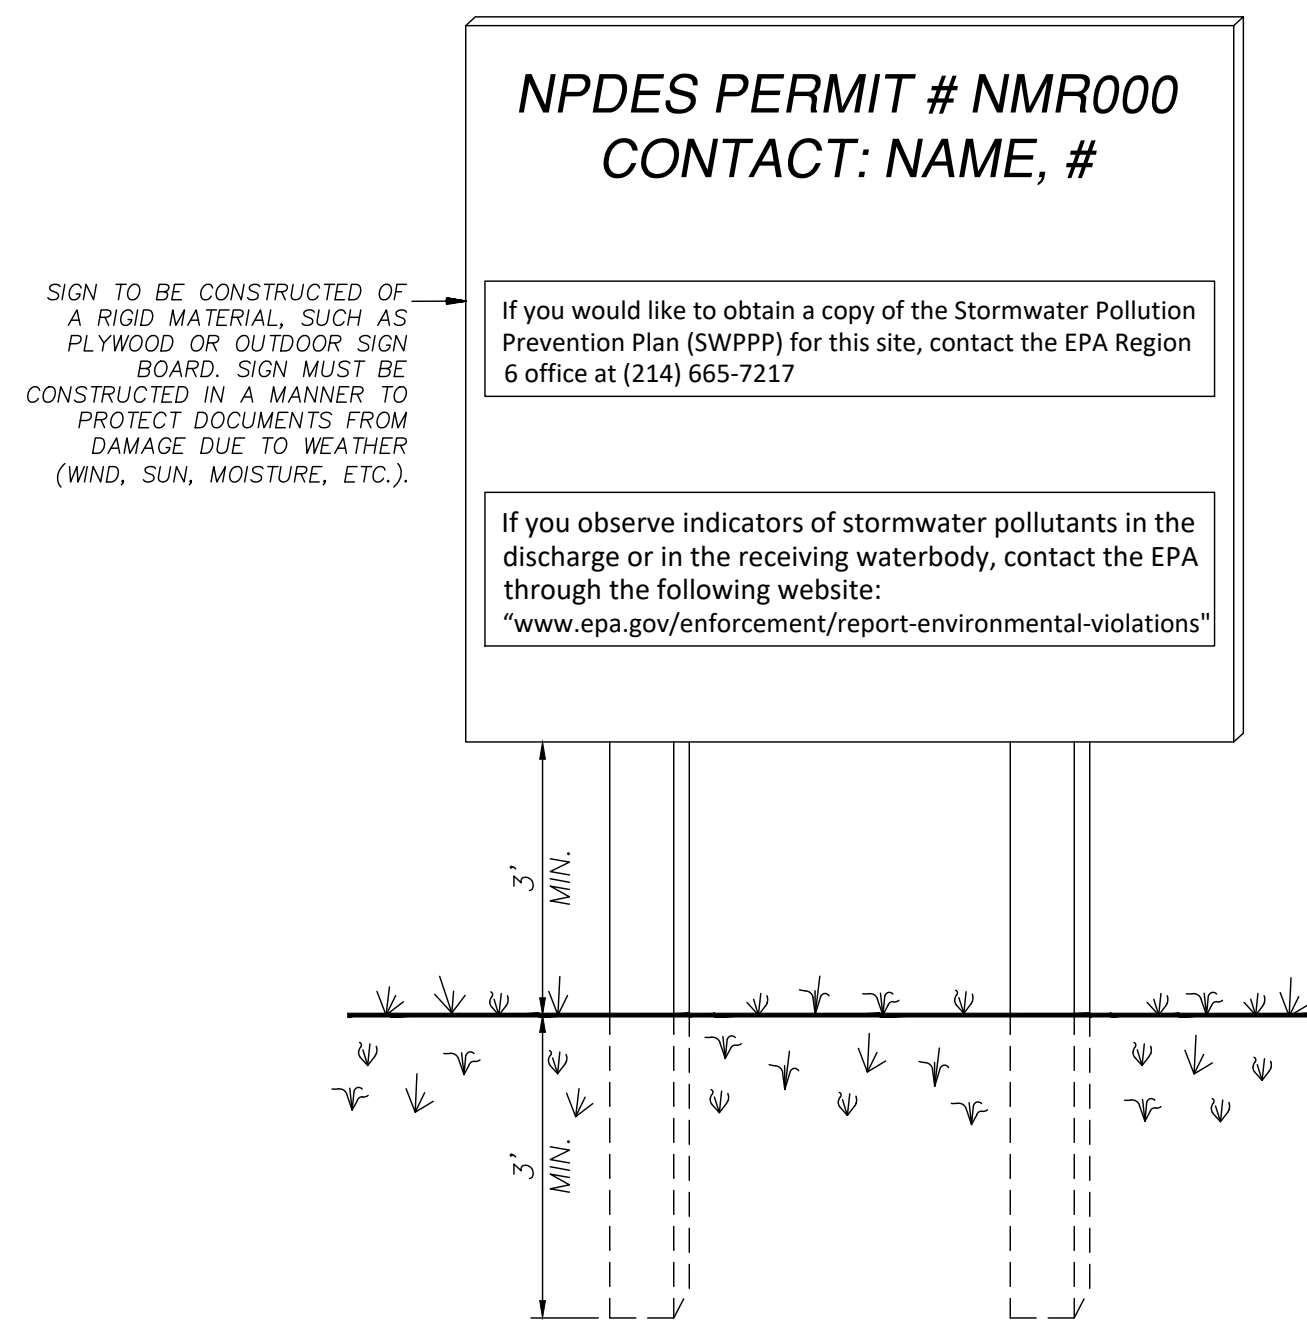 NPDES PERMIT # NMR000
CONTACT: NAME, #
SIGN TO BE CONSTRUCTED OF
A RIGID MATERIAL, SUCH AS
PLYWOOD OR OUTDOOR SIGN
BOARD. SIGN MUST BE
CONSTRUCTED IN A MANNER TO
PROTECT DOCUMENTS FROM
DAMAGE DUE TO WEATHER
(WIND, SUN, MOISTURE, ETC.).
If you would like to obtain a copy of the Stormwater Pollution
Prevention Plan (SWPPP) for this site, contact the EPA Region
6 office at (214) 665-7217
If you observe indicators of stormwater pollutants in the
discharge or in the receiving waterbody, contact the EPA
through the following website:
“www.epa.gov/enforcement/report-environmental-violations"
3'
MIN.
3'
MIN.